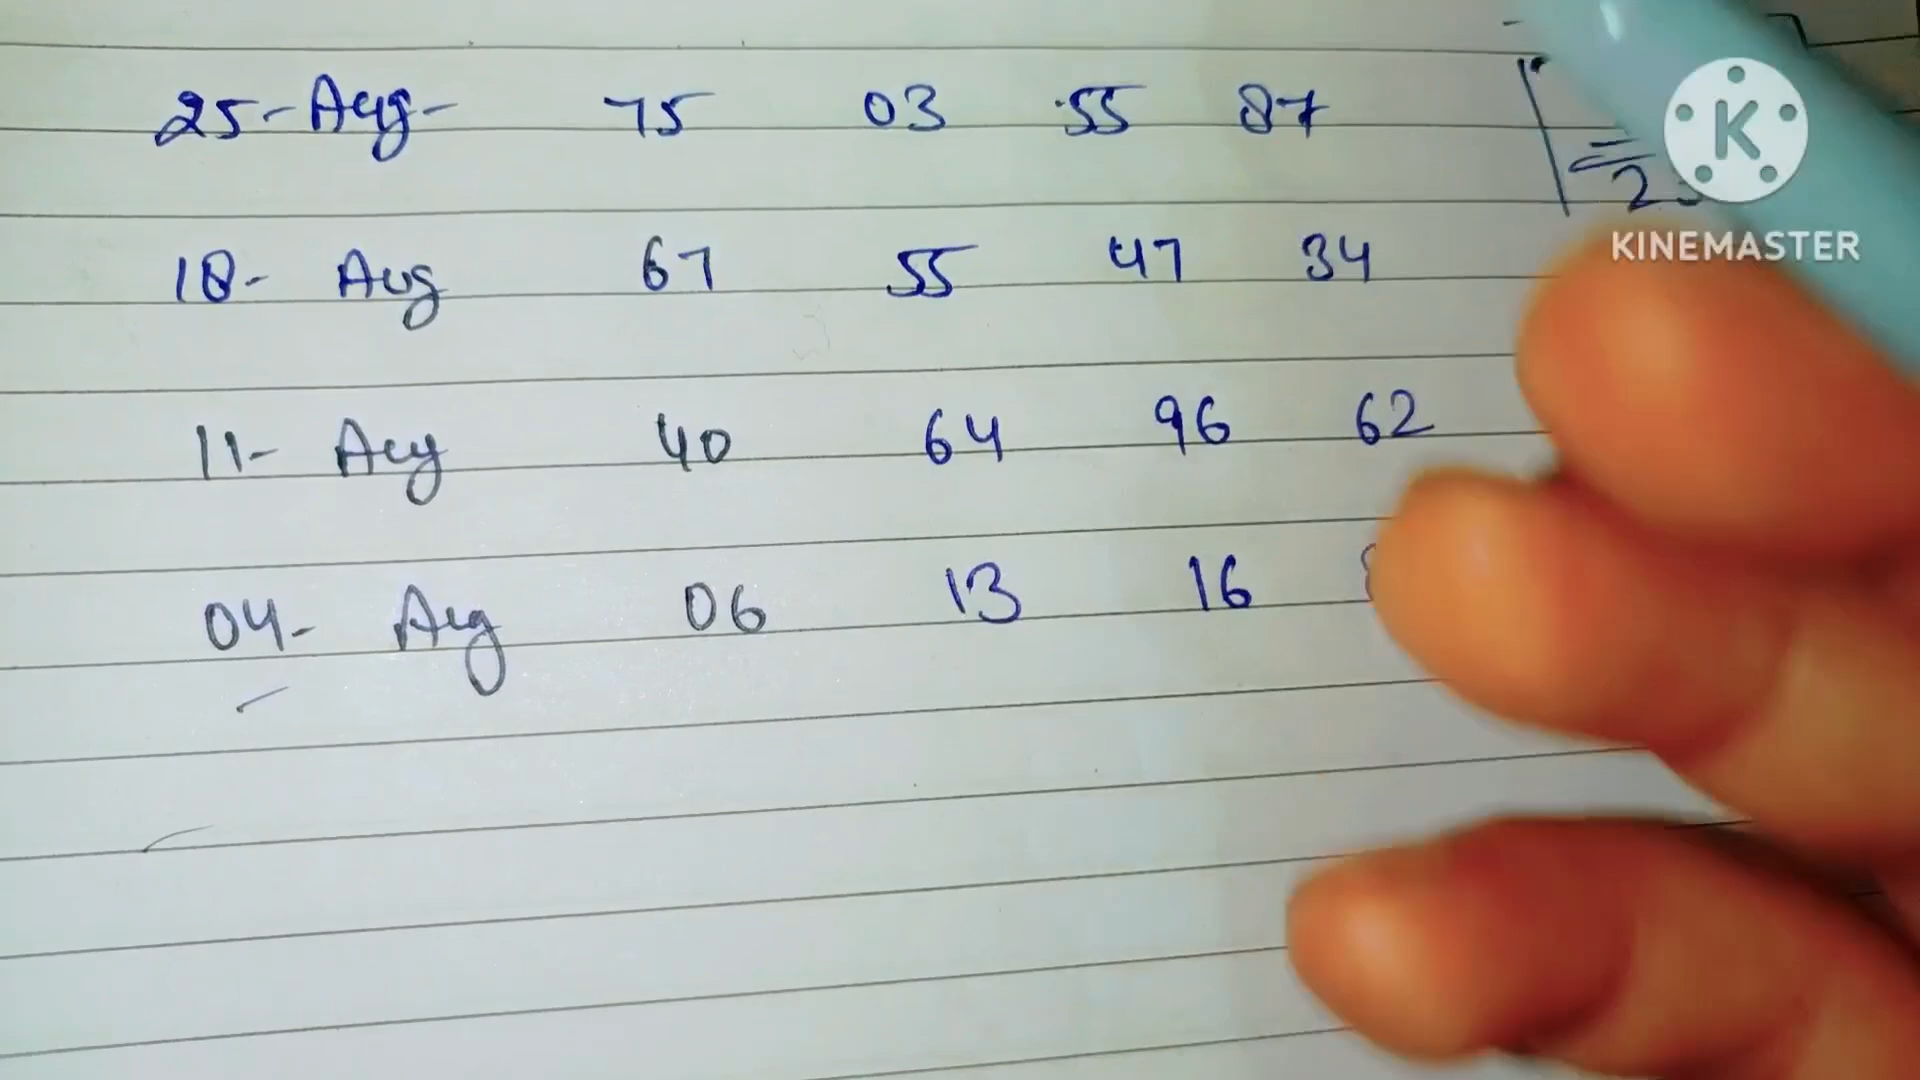 25-Aug- 75 03 55 87
18- Aug 67 55 47 34
11- Aug 40 64 96 62
04- Aug 06 13 16
K
KINEMASTER